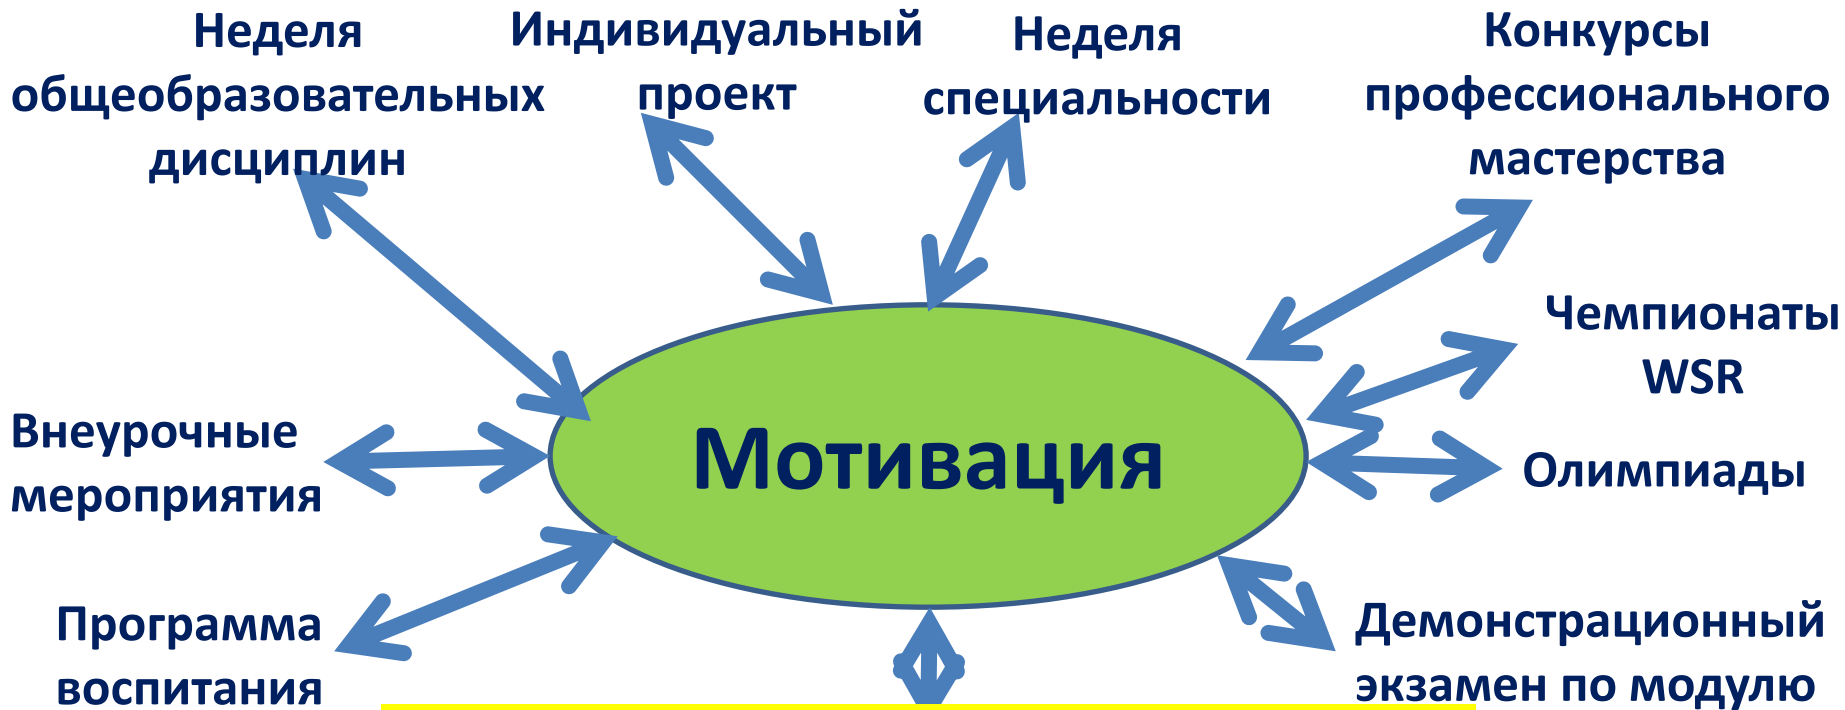 Неделя
общеобразовательных
дисциплин
Индивидуальный
проект
Неделя
специальности
Конкурсы
профессионального
мастерства
Чемпионаты
WSR
Внеурочные
мероприятия
Мотивация
Олимпиады
Программа
воспитания
Демонстрационный
экзамен по модулю